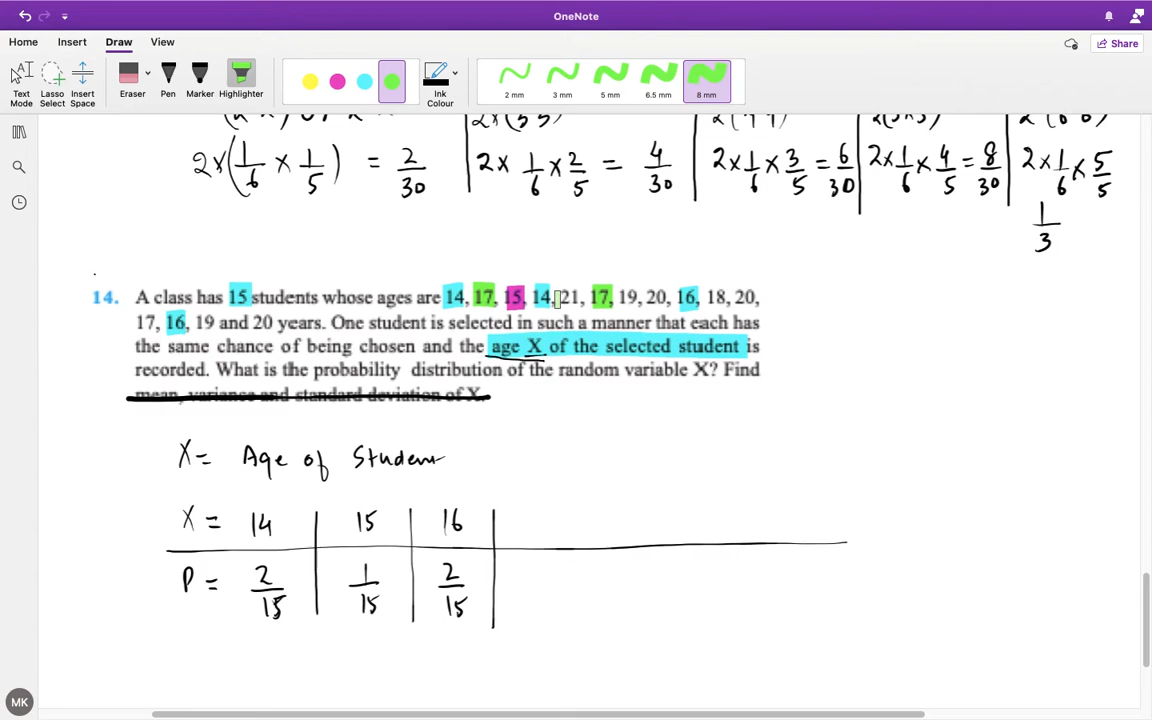 OneNote
Home Insert Draw View
Share
Text Mode Lasso Select Insert Space Eraser Pen Marker Highlighter Ink Colour 2 mm 3 mm 5 mm 6.5 mm 8 mm
2×(1/6 × 1/5) = 2/30 | 2× 1/6 × 2/5 = 4/30 | 2×1/6×3/5=6/30 | 2×1/6×4/5=8/30 | 2×1/6×5/5
1/3
14. A class has 15 students whose ages are 14, 17, 15, 14, 21, 17, 19, 20, 16, 18, 20,
17, 16, 19 and 20 years. One student is selected in such a manner that each has
the same chance of being chosen and the age X of the selected student is
recorded. What is the probability distribution of the random variable X? Find
mean, variance and standard deviation of X.
X= Age of Student
X = 14 | 15 | 16
P = 2/15 | 1/15 | 2/15
MK